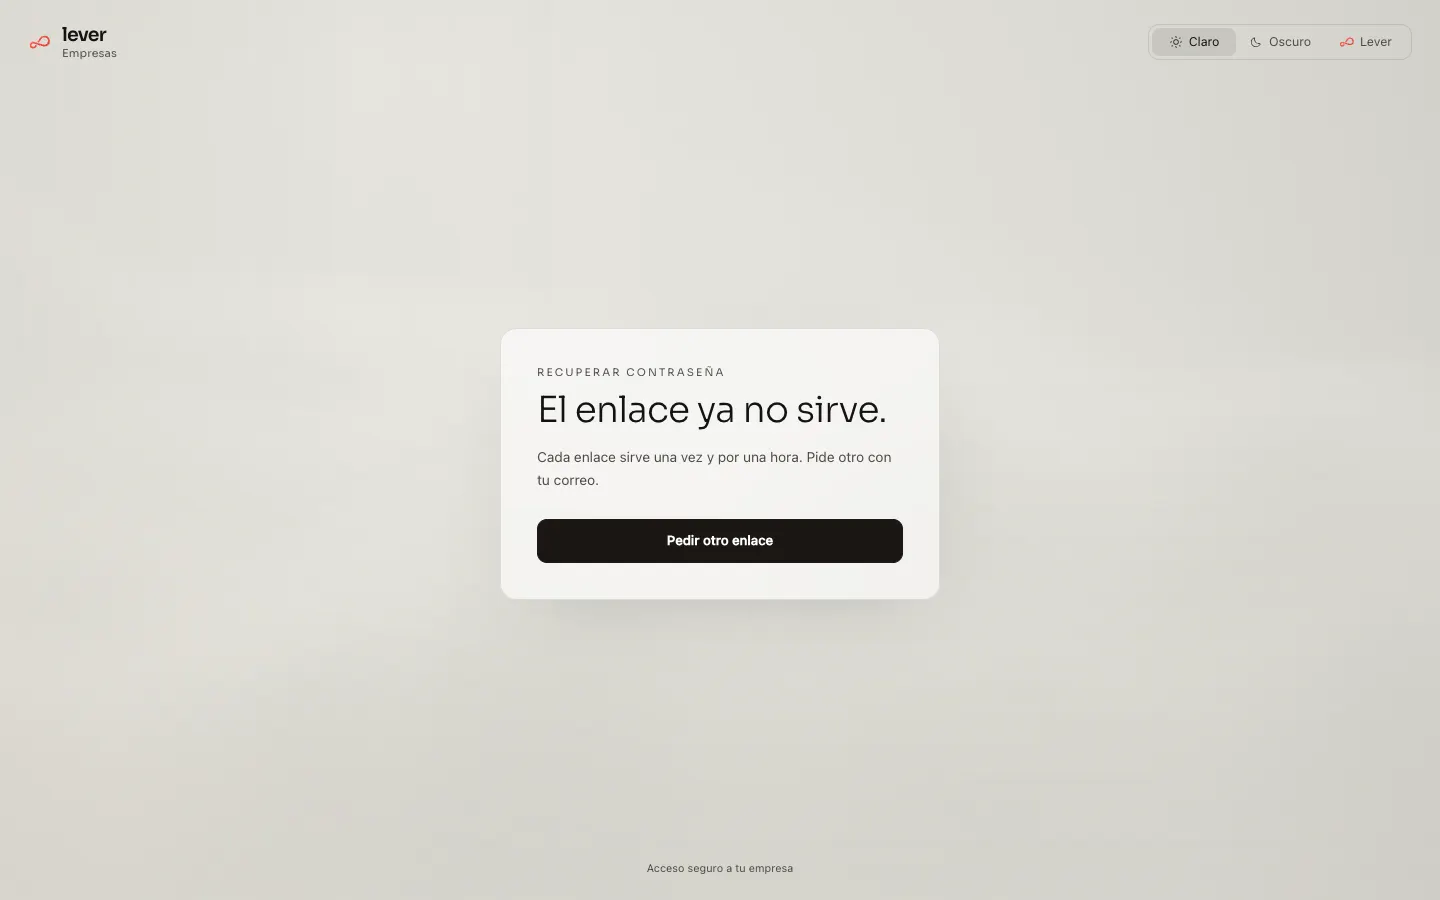 lever
Empresas
Claro
Oscuro
Lever
RECUPERAR CONTRASEÑA
El enlace ya no sirve.
Cada enlace sirve una vez y por una hora. Pide otro con
tu correo.
Pedir otro enlace
Acceso seguro a tu empresa